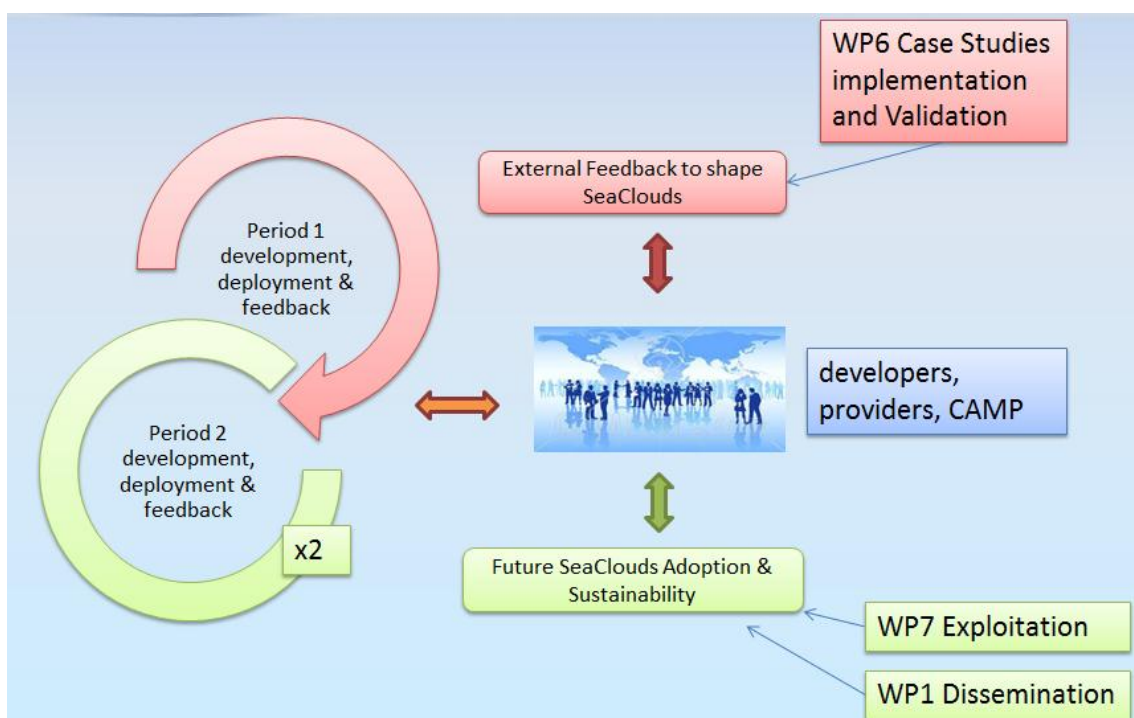 WP6 Case Studies
implementation
and Validation
External Feedback to shape
SeaClouds
Period 1
development,
deployment &
feedback
developers,
providers, CAMP
Period 2
development,
deployment &
feedback
x2
Future SeaClouds Adoption &
Sustainability
WP7 Exploitation
WP1 Dissemination